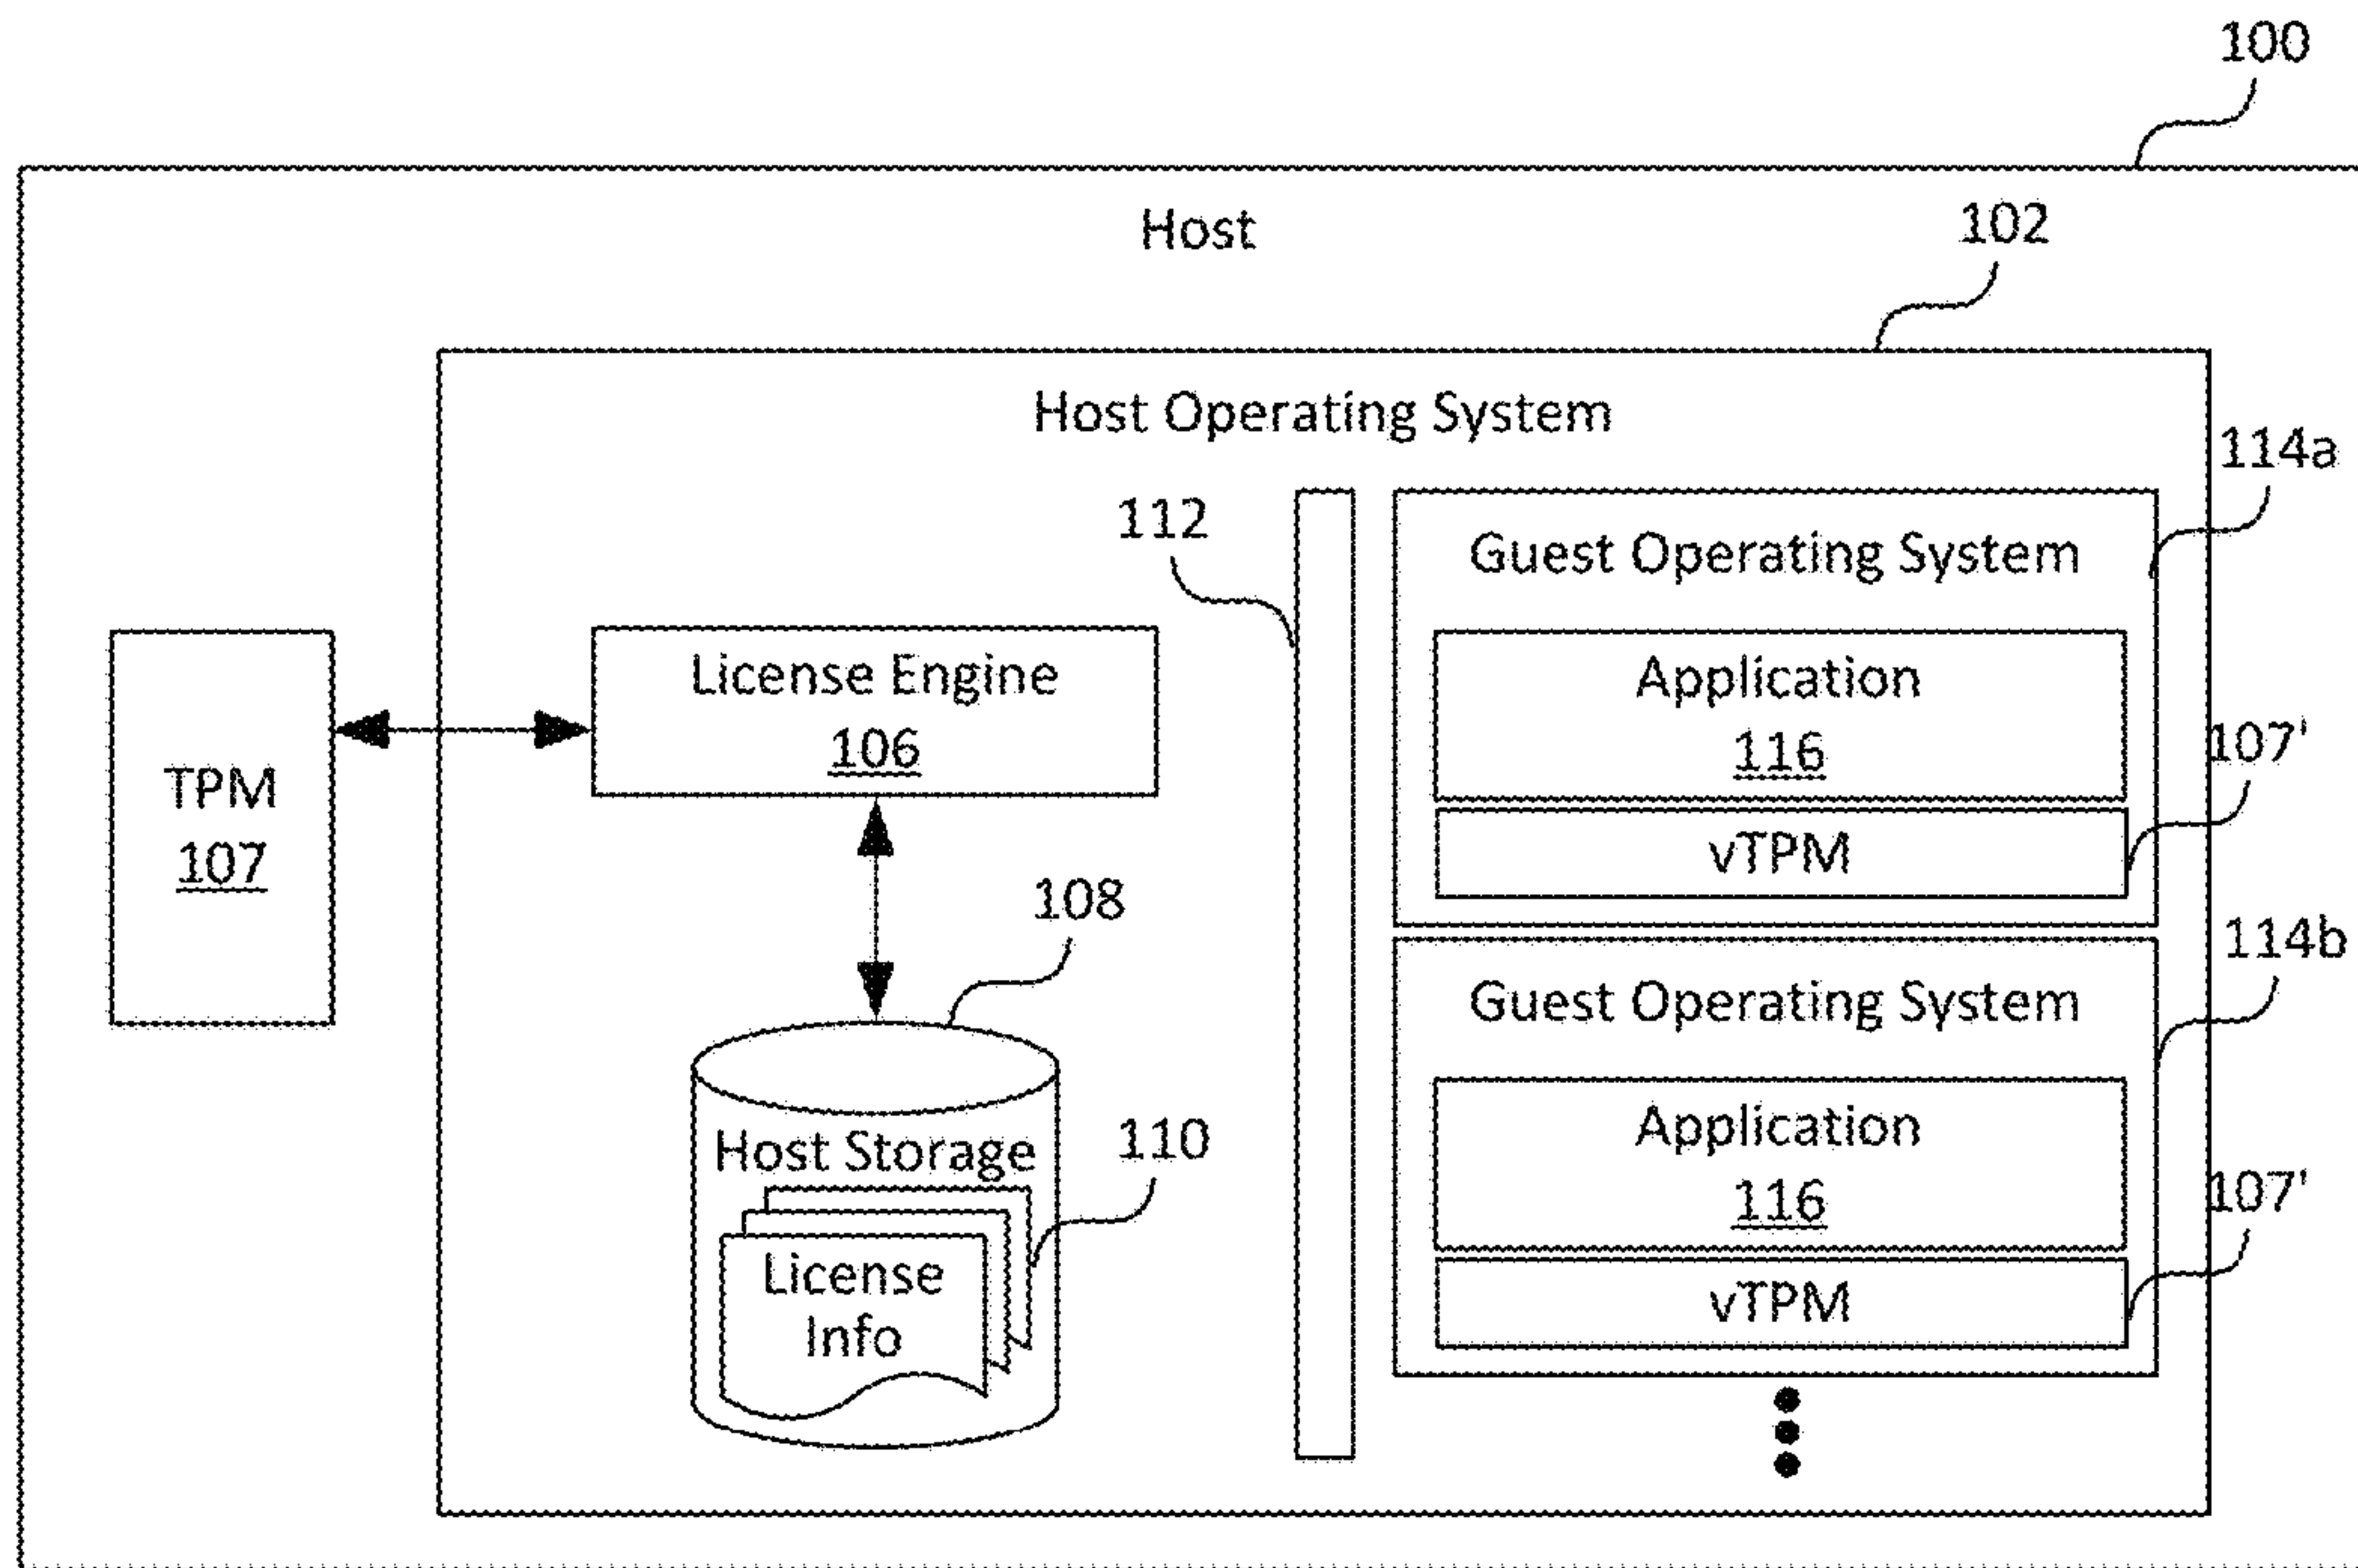 100
Host
102
Host Operating System
114a
112
Guest Operating System
License Engine
106
Application
116
107'
TPM
107
vTPM
108
114b
Guest Operating System
Host Storage
110
Application
116
107'
License
Info
vTPM